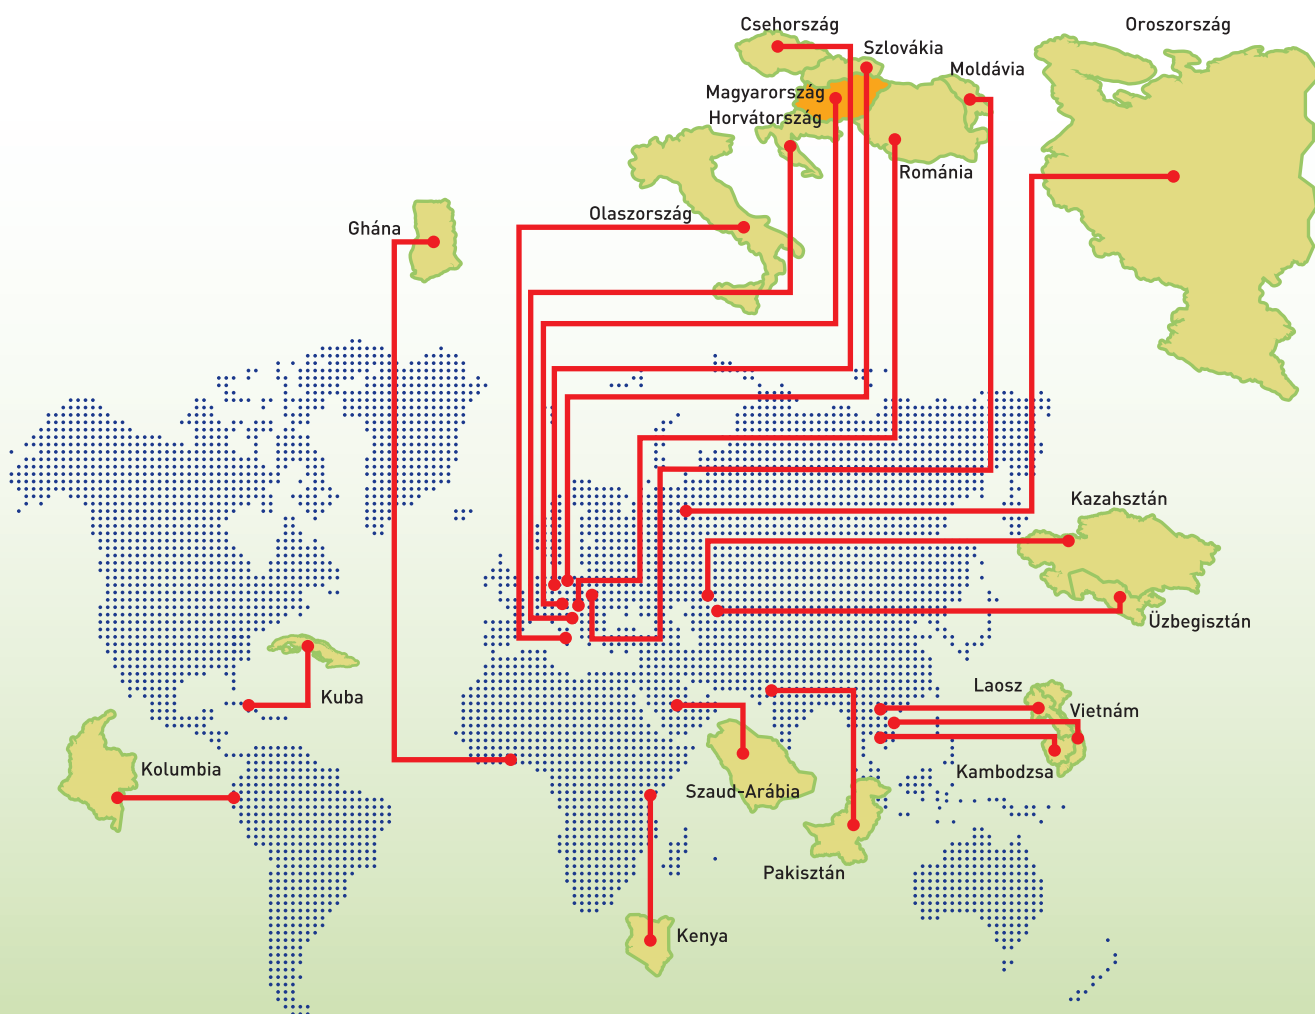 Csehország
Oroszország
Szlovákia
Moldávia
Magyarország
Horvátország
Románia
Olaszország
Ghána
Kazahsztán
Üzbegisztán
Laosz
Kuba
Vietnám
Kolumbia
Kambodzsa
Szaud-Arábia
Pakisztán
Kenya